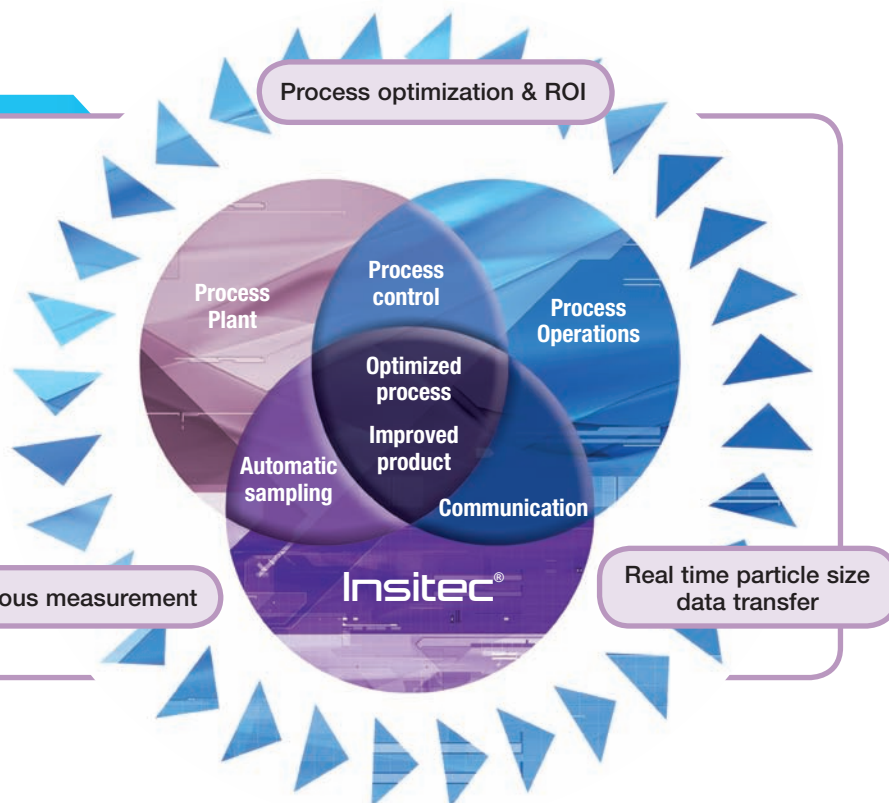 Process optimization & ROI
Process
Plant
Process
control
Process
Operations
Optimized
process
Improved
product
Automatic
sampling
Communication
Insitec®
ous measurement
Real time particle size
data transfer